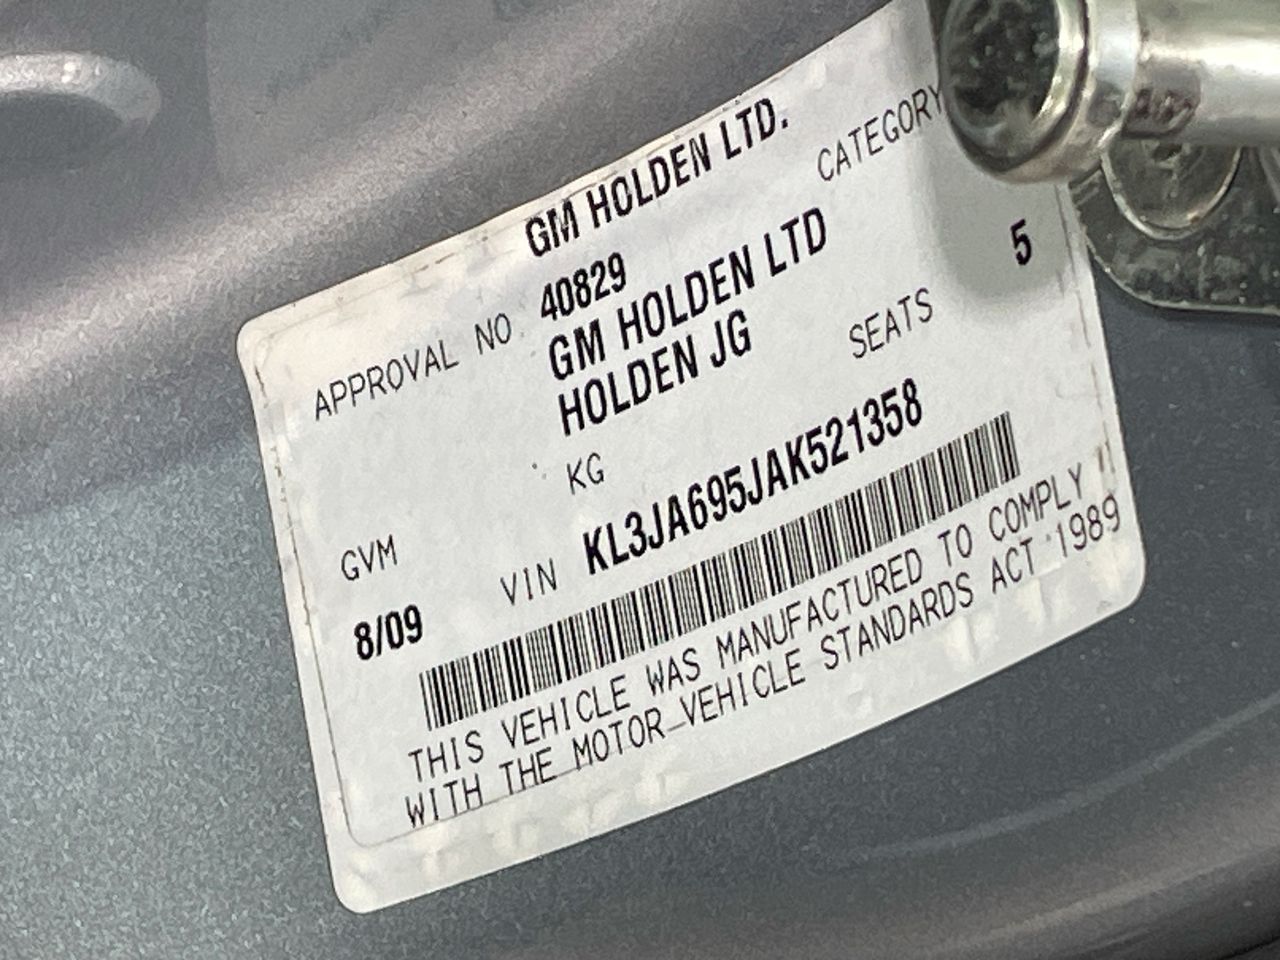 GM HOLDEN LTD.
APPROVAL NO. 40829 CATEGORY
GM HOLDEN LTD
HOLDEN JG SEATS 5
GVM KG
8/09 VIN KL3JA695JAK521358
THIS VEHICLE WAS MANUFACTURED TO COMPLY
WITH THE MOTOR VEHICLE STANDARDS ACT 1989